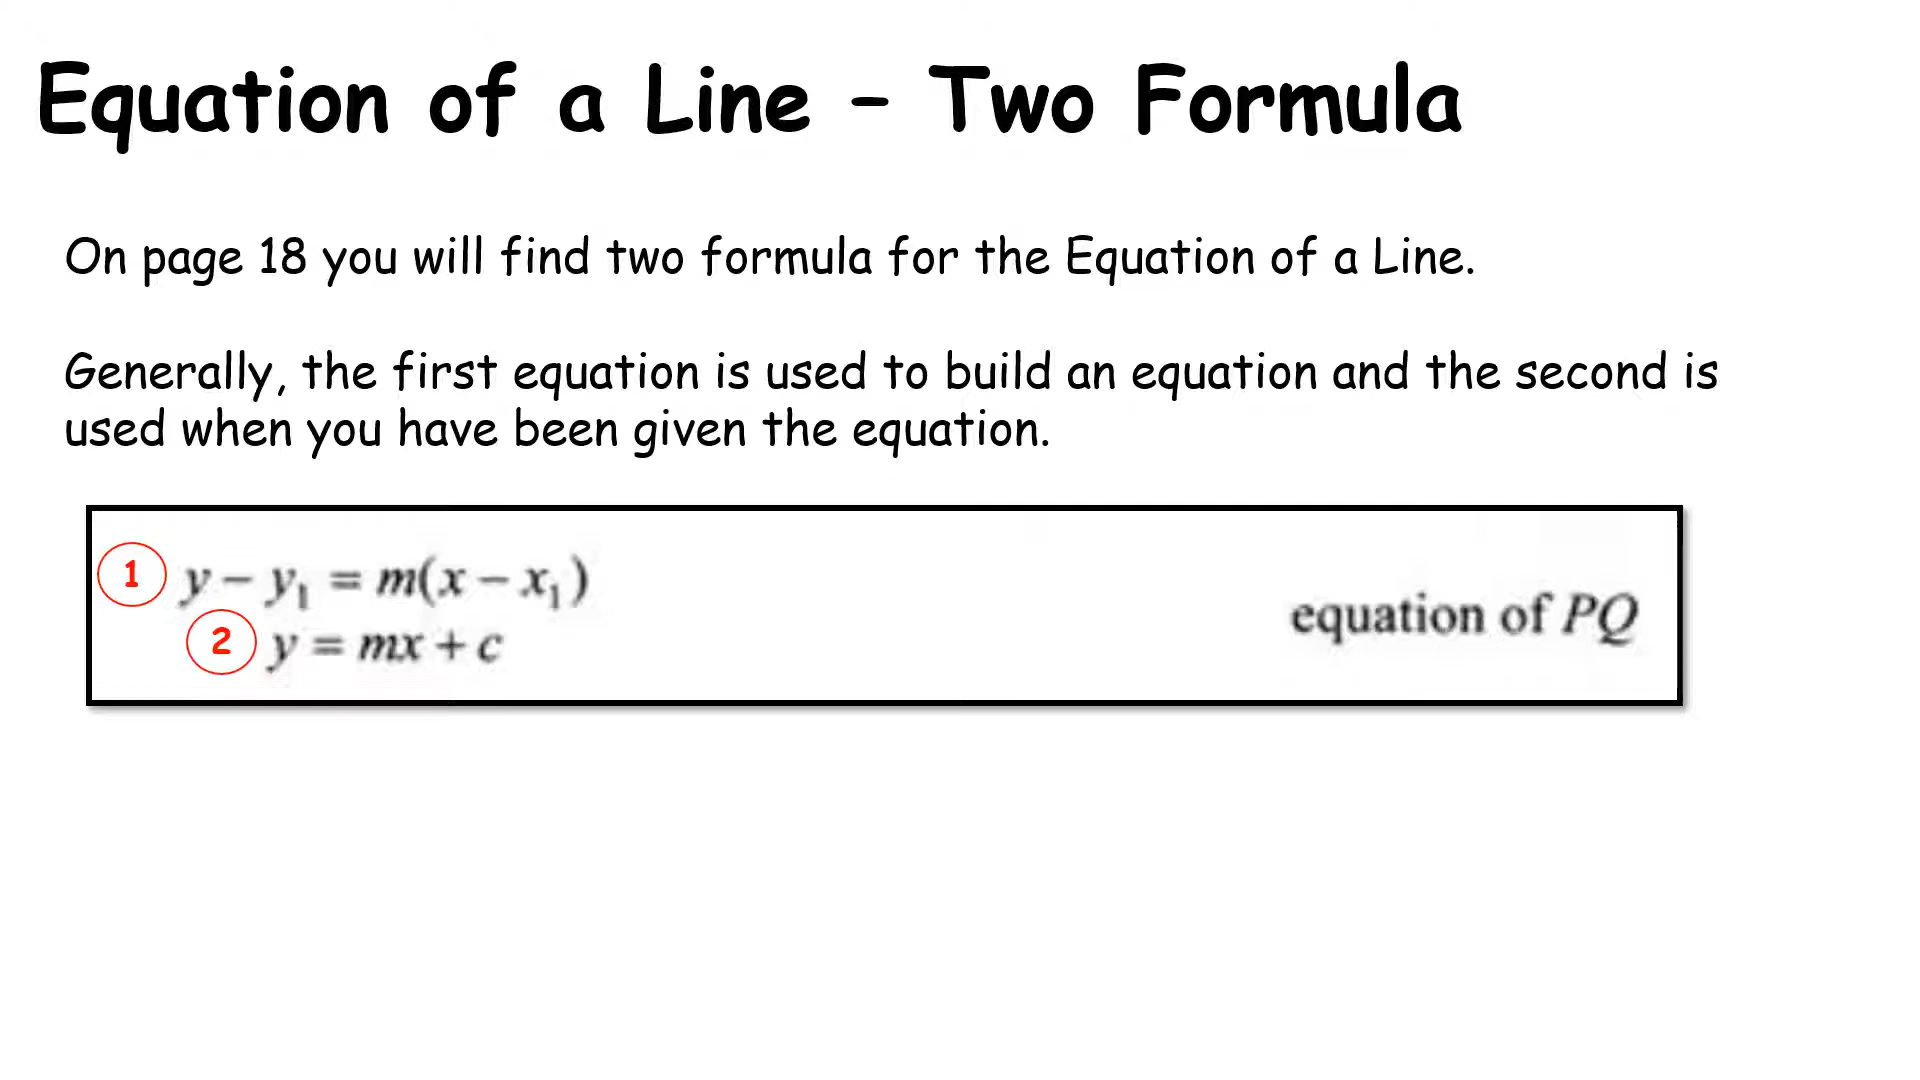 Equation of a Line – Two Formula
On page 18 you will find two formula for the Equation of a Line.
Generally, the first equation is used to build an equation and the second is
used when you have been given the equation.
1 y − y₁ = m(x − x₁)
2 y = mx + c
equation of PQ